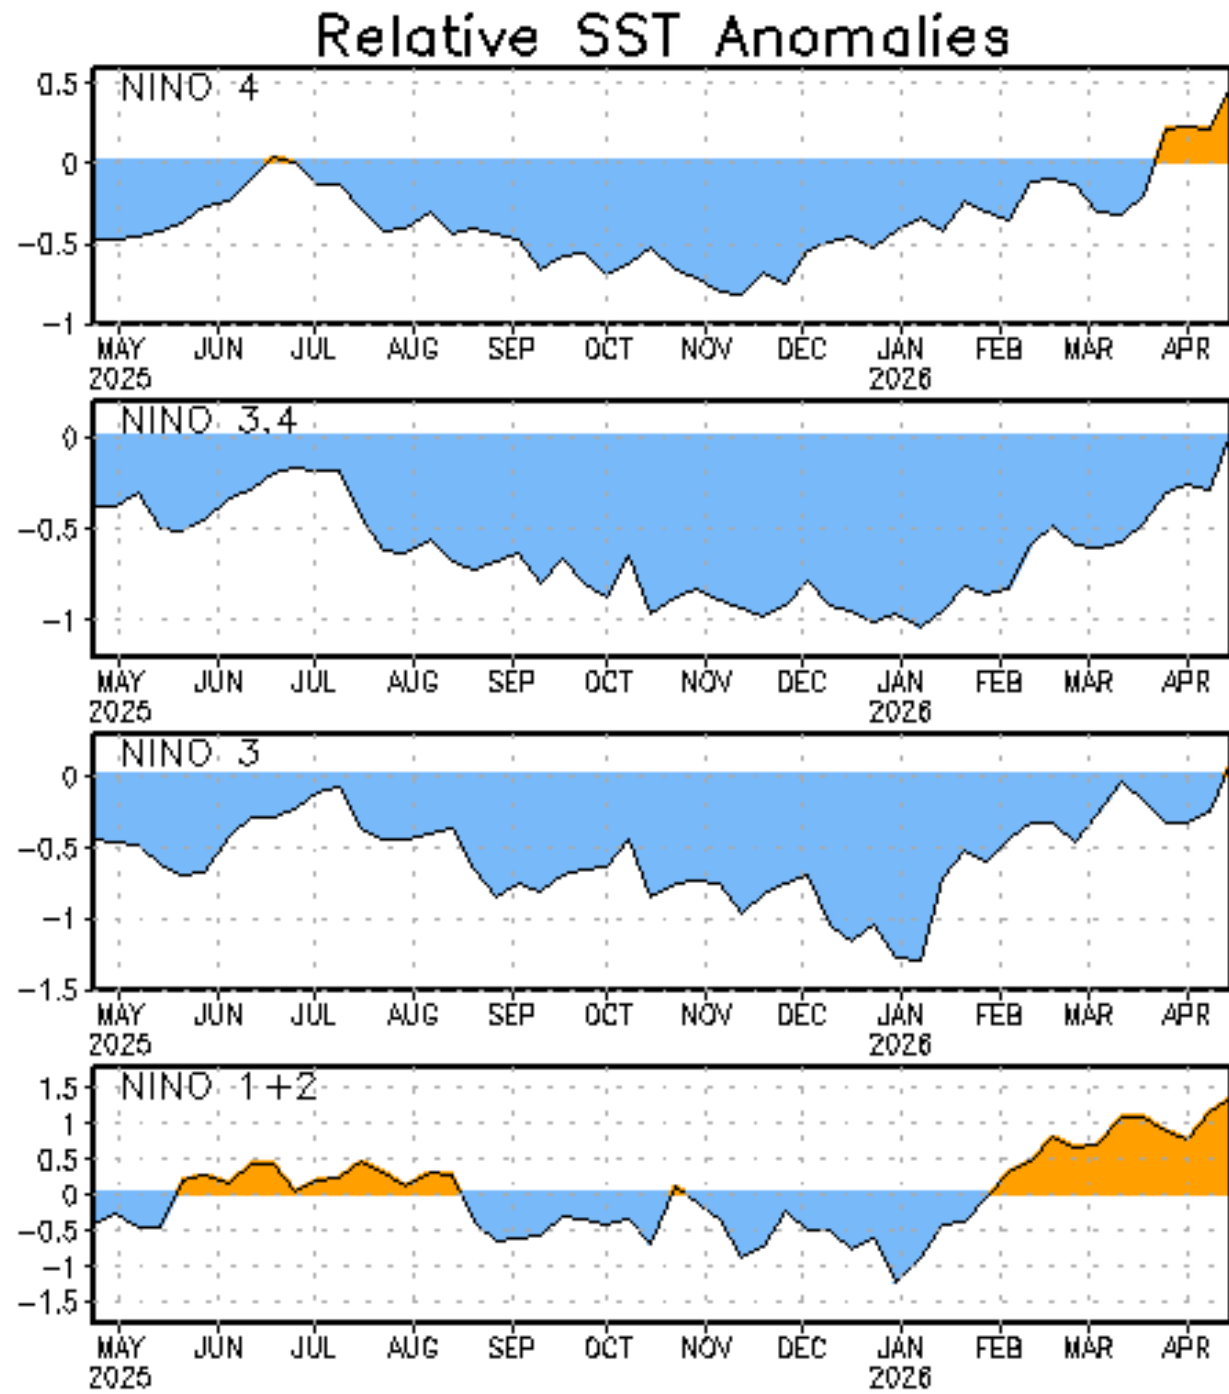 Relative SST Anomalies
NINO 4
0.5
0
-0.5
-1
MAY JUN JUL AUG SEP OCT NOV DEC JAN FEB MAR APR
2025 2026
NINO 3.4
0
-0.5
-1
MAY JUN JUL AUG SEP OCT NOV DEC JAN FEB MAR APR
2025 2026
NINO 3
0
-0.5
-1
-1.5
MAY JUN JUL AUG SEP OCT NOV DEC JAN FEB MAR APR
2025 2026
NINO 1+2
1.5
1
0.5
0
-0.5
-1
-1.5
MAY JUN JUL AUG SEP OCT NOV DEC JAN FEB MAR APR
2025 2026